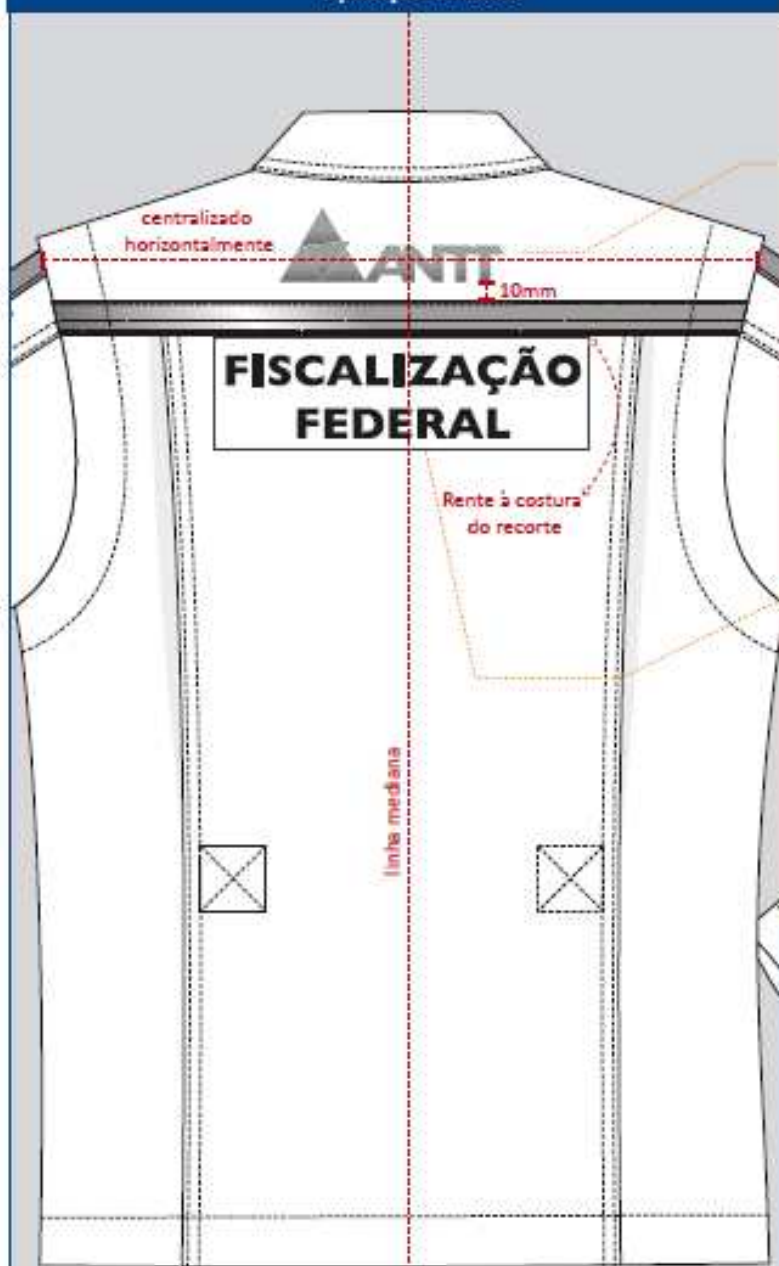 centralizado
horizontalmente
ANTT
10mm
FISCALIZAÇÃO
FEDERAL
Rente à costura
do recorte
linha mediana